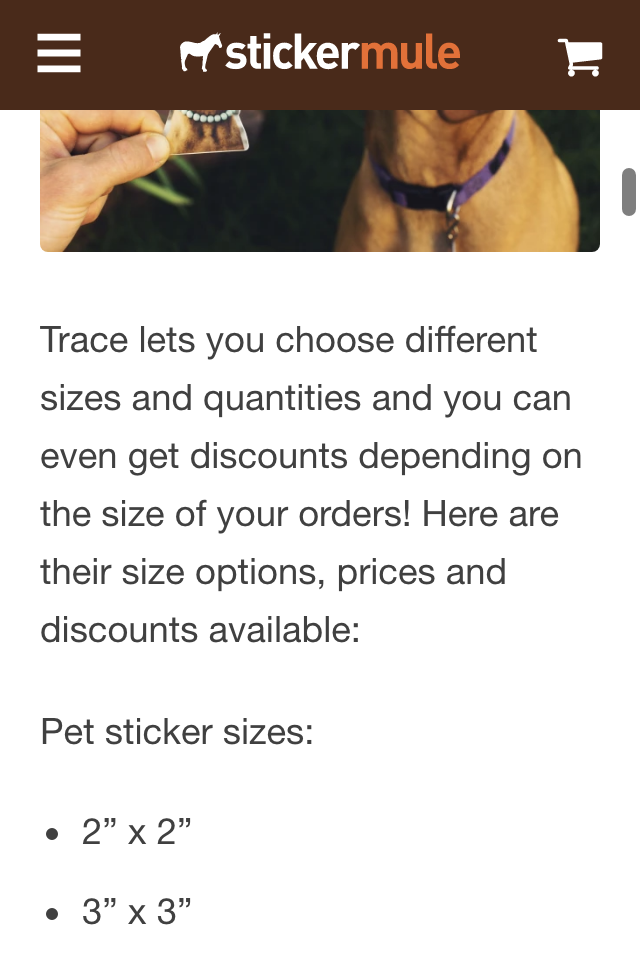 stickermule
Trace lets you choose different
sizes and quantities and you can
even get discounts depending on
the size of your orders! Here are
their size options, prices and
discounts available:
Pet sticker sizes:
• 2” x 2”
• 3” x 3”